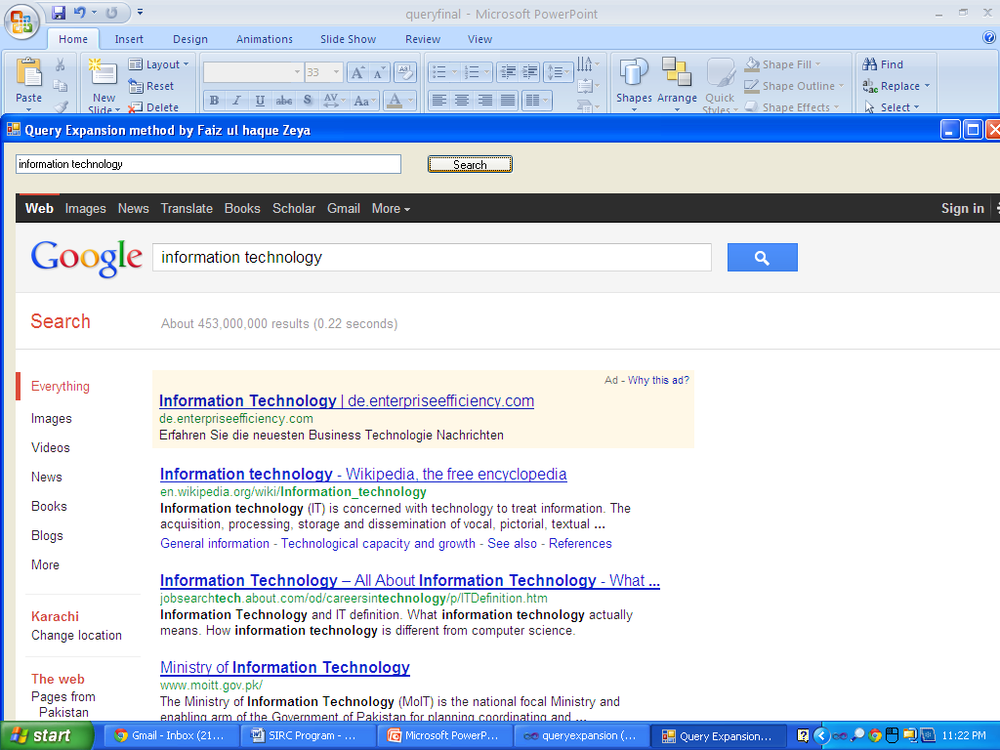 queryfinal - Microsoft PowerPoint
Home Insert Design Animations Slide Show Review View
Paste
New
Slide
Layout
Reset
Delete
33
B I U abc S AV Aa A
Shapes Arrange Quick
Styles
Shape Fill
Shape Outline
Shape Effects
Find
Replace
Select
Query Expansion method by Faiz ul haque Zeya
information technology Search
Web Images News Translate Books Scholar Gmail More Sign in
Google information technology
Search About 453,000,000 results (0.22 seconds)
Everything
Images
Videos
News
Books
Blogs
More
Karachi
Change location
The web
Pages from
Pakistan
Ad - Why this ad?
Information Technology | de.enterpriseefficiency.com
de.enterpriseefficiency.com
Erfahren Sie die neuesten Business Technologie Nachrichten
Information technology - Wikipedia, the free encyclopedia
en.wikipedia.org/wiki/Information_technology
Information technology (IT) is concerned with technology to treat information. The
acquisition, processing, storage and dissemination of vocal, pictorial, textual ...
General information - Technological capacity and growth - See also - References
Information Technology – All About Information Technology - What ...
jobsearchtech.about.com/od/careersintechnology/p/ITDefinition.htm
Information Technology and IT definition. What information technology actually
means. How information technology is different from computer science.
Ministry of Information Technology
www.moitt.gov.pk/
The Ministry of Information Technology (MoIT) is the national focal Ministry and
enabling arm of the Government of Pakistan for planning coordinating and ...
start Gmail - Inbox (21... SIRC Program - ... Microsoft PowerP... queryexpansion (... Query Expansion... 11:22 PM